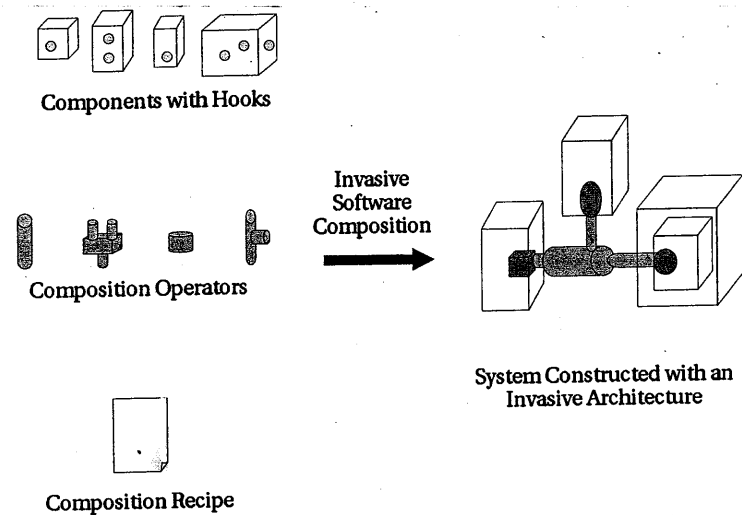 Components with Hooks
Composition Operators
Composition Recipe
Invasive
Software
Composition
System Constructed with an
Invasive Architecture